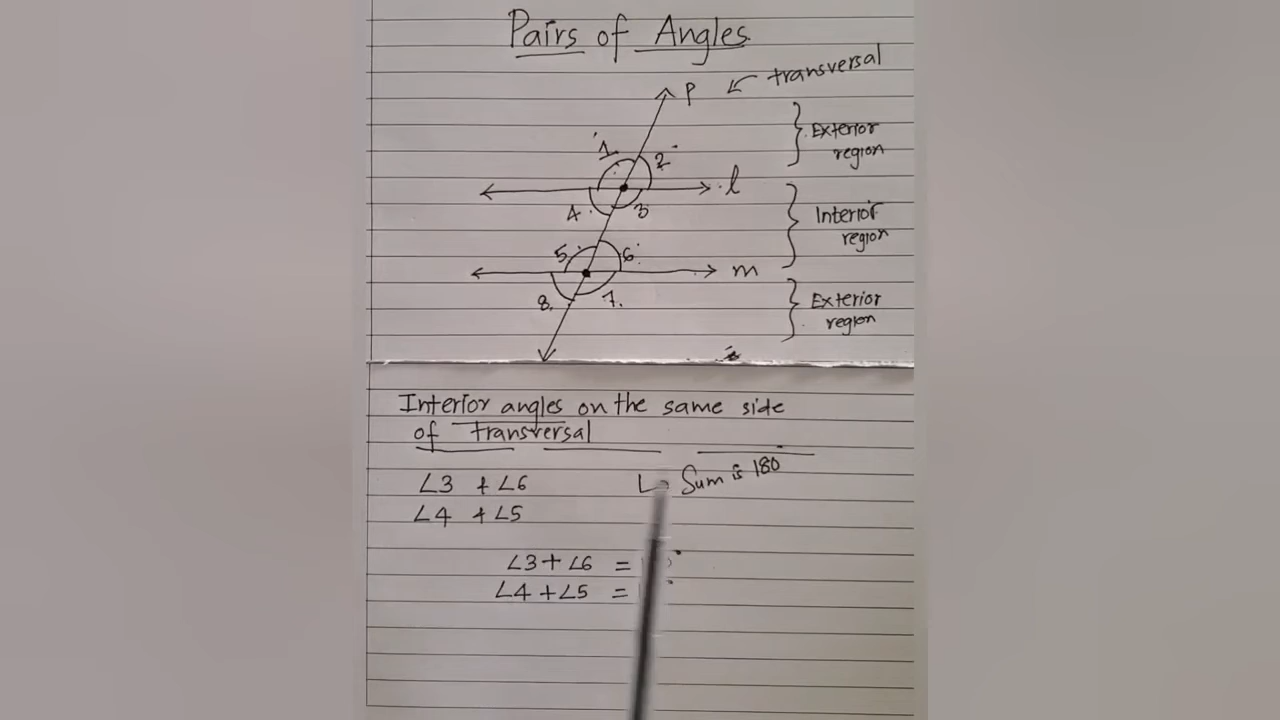 Pairs of Angles
transversal
P
Exterior region
1 2
l
4 3
Interior region
5 6
m
8 7
Exterior region
Interior angles on the same side
of transversal
∠3 + ∠6
Sum is 180
∠4 + ∠5
∠3 + ∠6 =
∠4 + ∠5 =